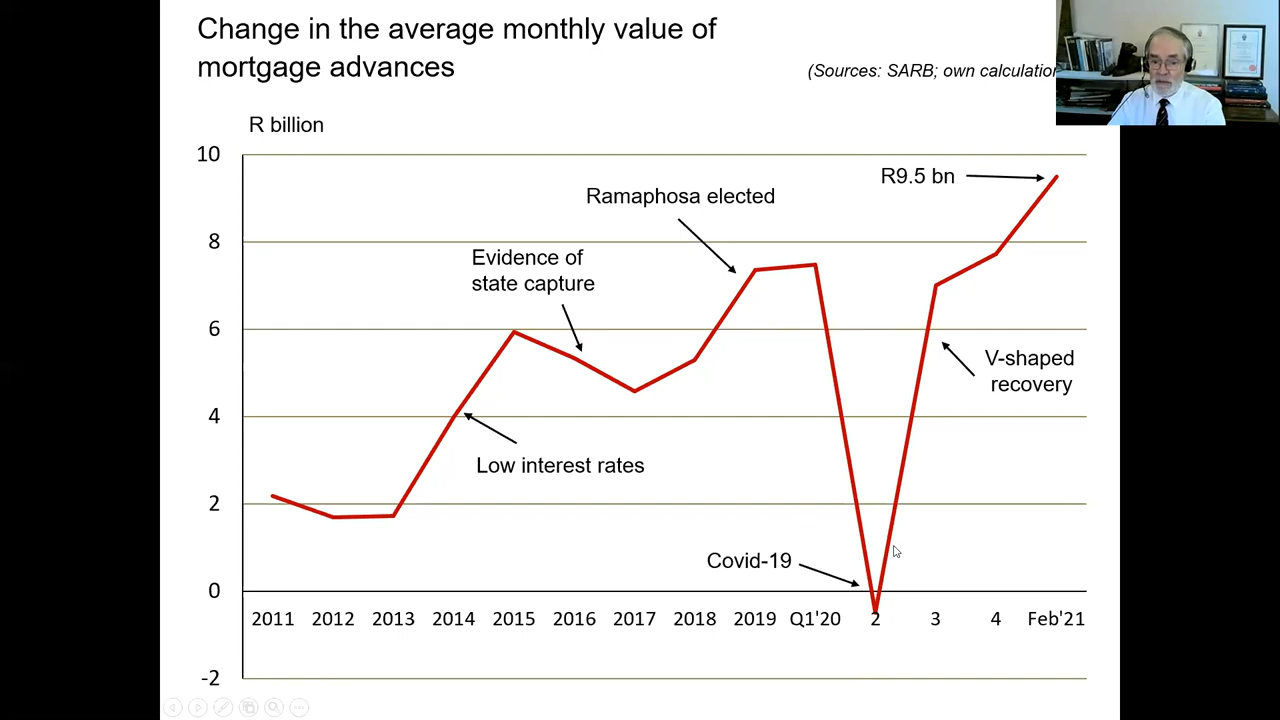 Change in the average monthly value of
mortgage advances
(Sources: SARB; own calculation
R billion
10
8
6
4
2
0
-2
R9.5 bn
Ramaphosa elected
Evidence of
state capture
V-shaped
recovery
Low interest rates
Covid-19
2011 2012 2013 2014 2015 2016 2017 2018 2019 Q1'20 2 3 4 Feb'21